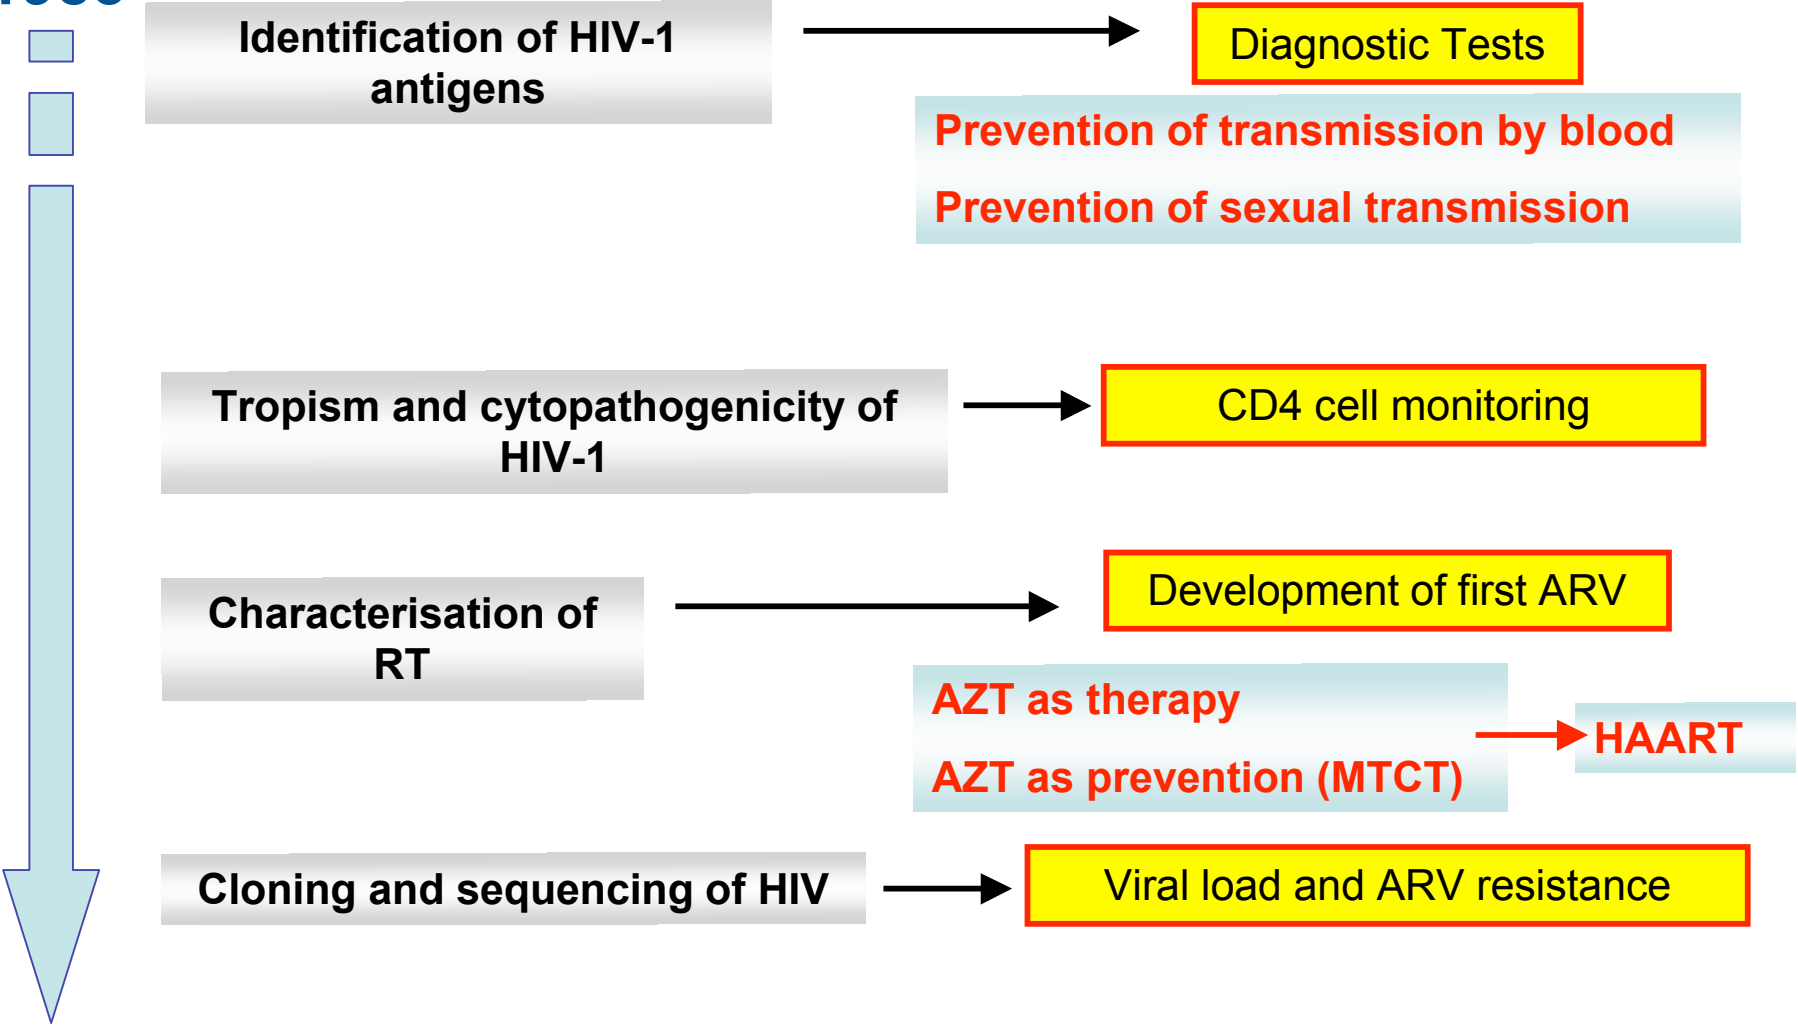 Identification of HIV-1
antigens
Diagnostic Tests
Prevention of transmission by blood
Prevention of sexual transmission
Tropism and cytopathogenicity of
HIV-1
CD4 cell monitoring
Characterisation of
RT
Development of first ARV
AZT as therapy
AZT as prevention (MTCT)
HAART
Cloning and sequencing of HIV
Viral load and ARV resistance